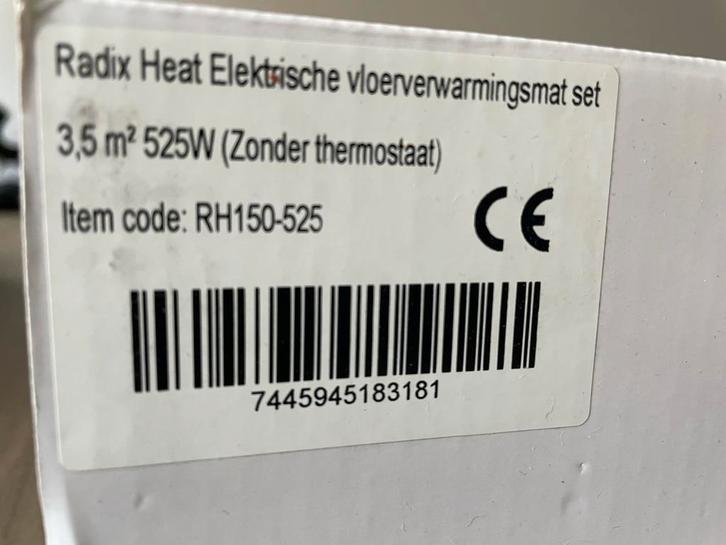 Radix Heat Elektrische vloerverwarmingsmat set
3,5 m² 525W (Zonder thermostaat)
Item code: RH150-525
CE
7445945183181